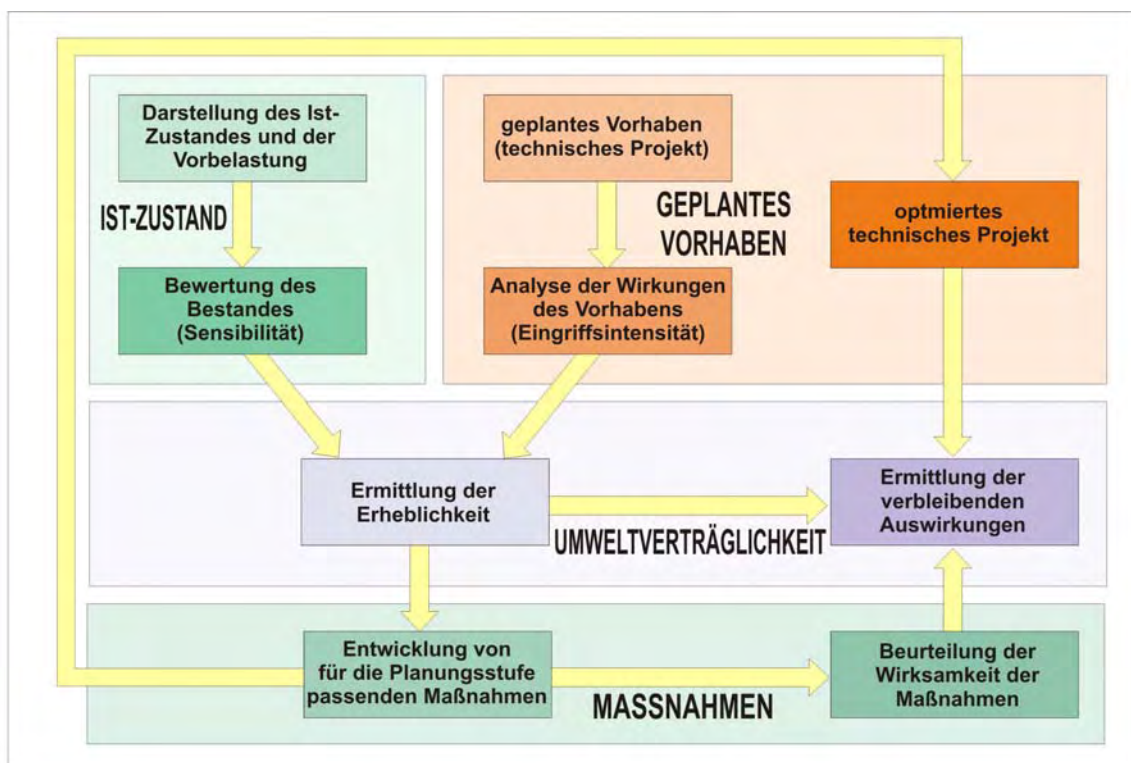 Darstellung des Ist-
Zustandes und der
Vorbelastung
IST-ZUSTAND
Bewertung des
Bestandes
(Sensibilität)
geplantes Vorhaben
(technisches Projekt)
GEPLANTES
VORHABEN
Analyse der Wirkungen
des Vorhabens
(Eingriffsintensität)
optmiertes
technisches Projekt
Ermittlung der
Erheblichkeit
UMWELTVERTRÄGLICHKEIT
Ermittlung der
verbleibenden
Auswirkungen
Entwicklung von
für die Planungsstufe
passenden Maßnahmen
MASSNAHMEN
Beurteilung der
Wirksamkeit der
Maßnahmen